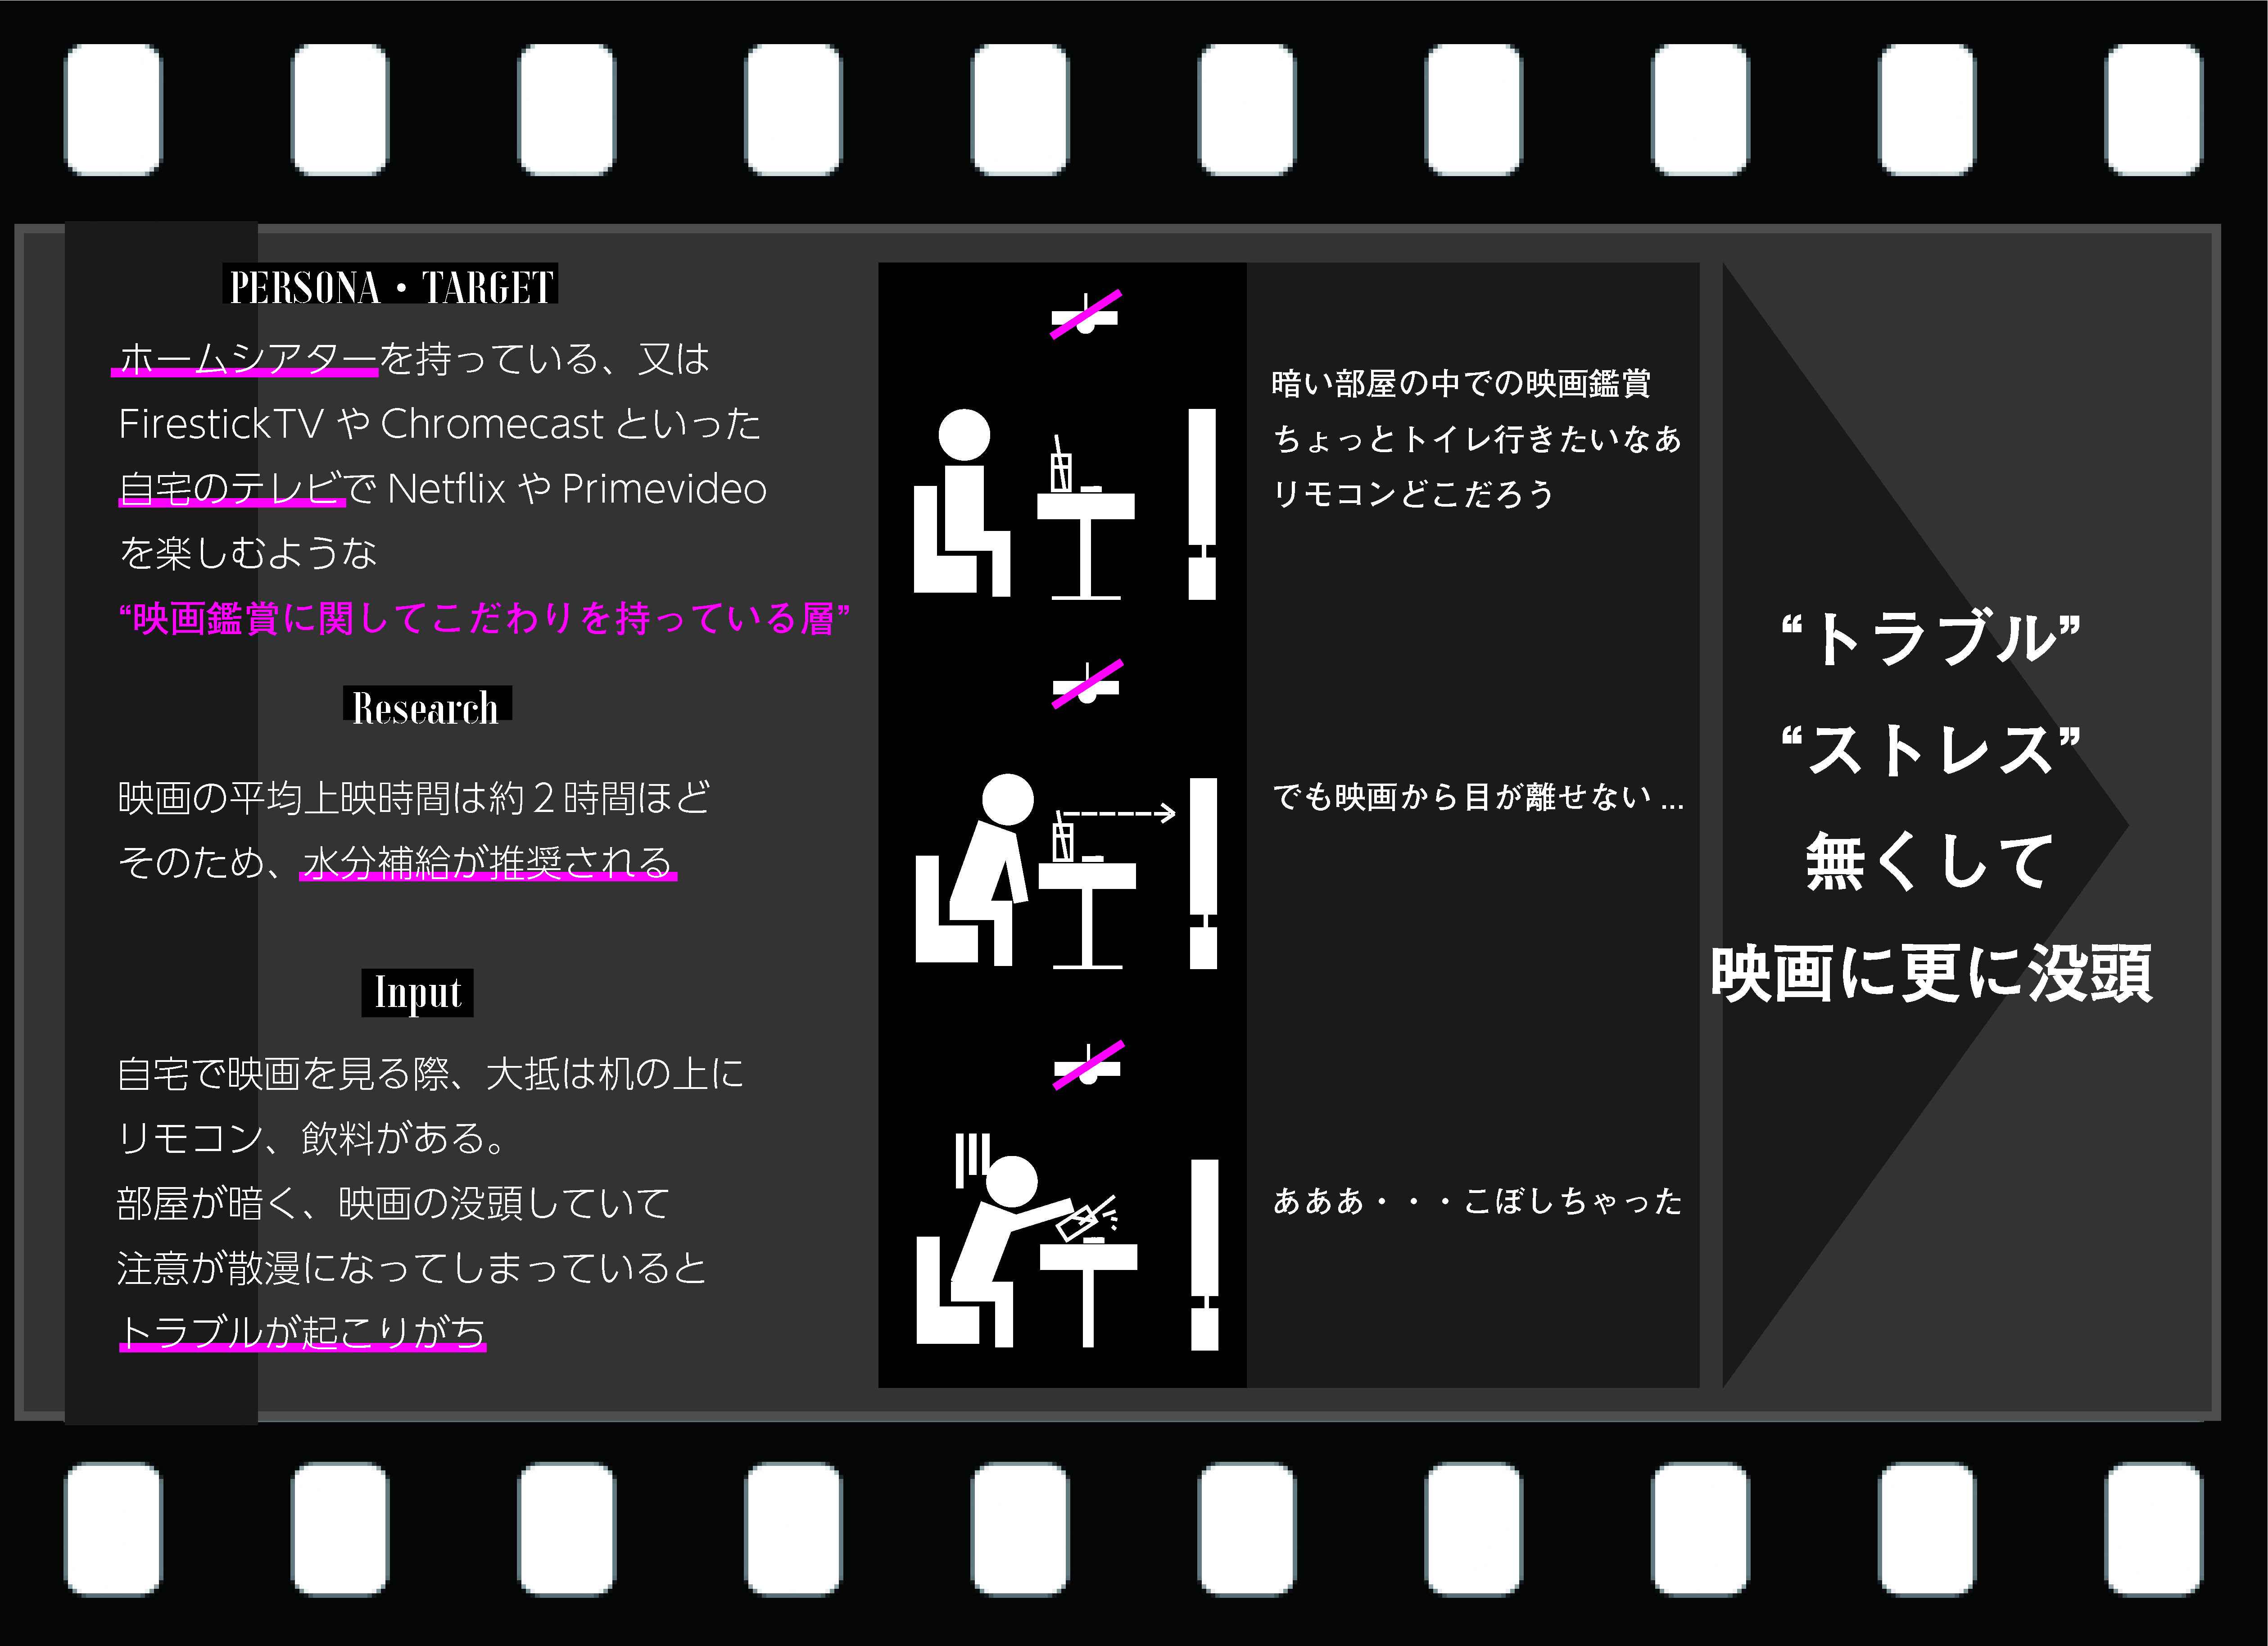 PERSONA・TARGET
ホームシアターを持っている、又は
FirestickTV や Chromecast といった
自宅のテレビで Netflix や Primevideo
を楽しむような
“映画鑑賞に関してこだわりを持っている層”
Research
映画の平均上映時間は約２時間ほど
そのため、水分補給が推奨される
Input
自宅で映画を見る際、大抵は机の上に
リモコン、飲料がある。
部屋が暗く、映画の没頭していて
注意が散漫になってしまっていると
トラブルが起こりがち
暗い部屋の中での映画鑑賞
ちょっとトイレ行きたいなあ
リモコンどこだろう
でも映画から目が離せない ...
あああ・・・こぼしちゃった
“トラブル”
“ストレス”
無くして
映画に更に没頭